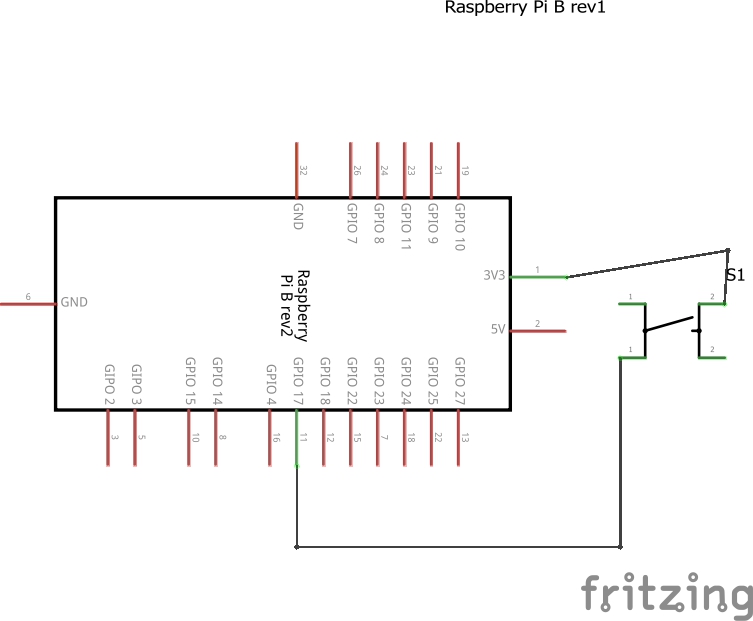 Raspberry Pi B rev1
32
26
24
23
21
19
GND
GPIO 7
GPIO 8
GPIO 11
GPIO 9
GPIO 10
3V3
1
S1
6
GND
Raspberry
Pi B rev2
1
2
5V
2
1
2
GIPO 2
GIPO 3
GPIO 15
GPIO 14
GPIO 4
GPIO 17
GPIO 18
GPIO 22
GPIO 23
GPIO 24
GPIO 25
GPIO 27
3
5
10
8
16
11
12
15
7
18
22
13
fritzing